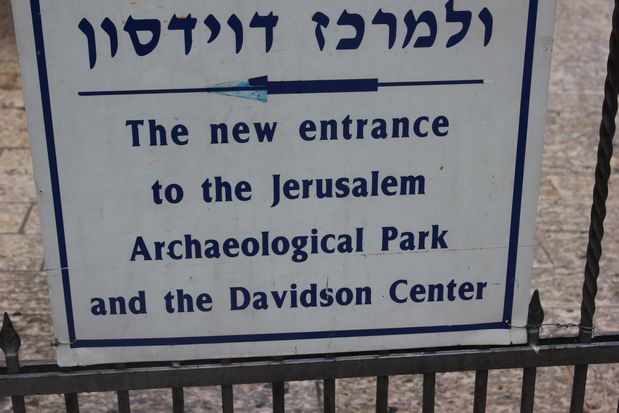 ולמרכז דוידסון
The new entrance
to the Jerusalem
Archaeological Park
and the Davidson Center